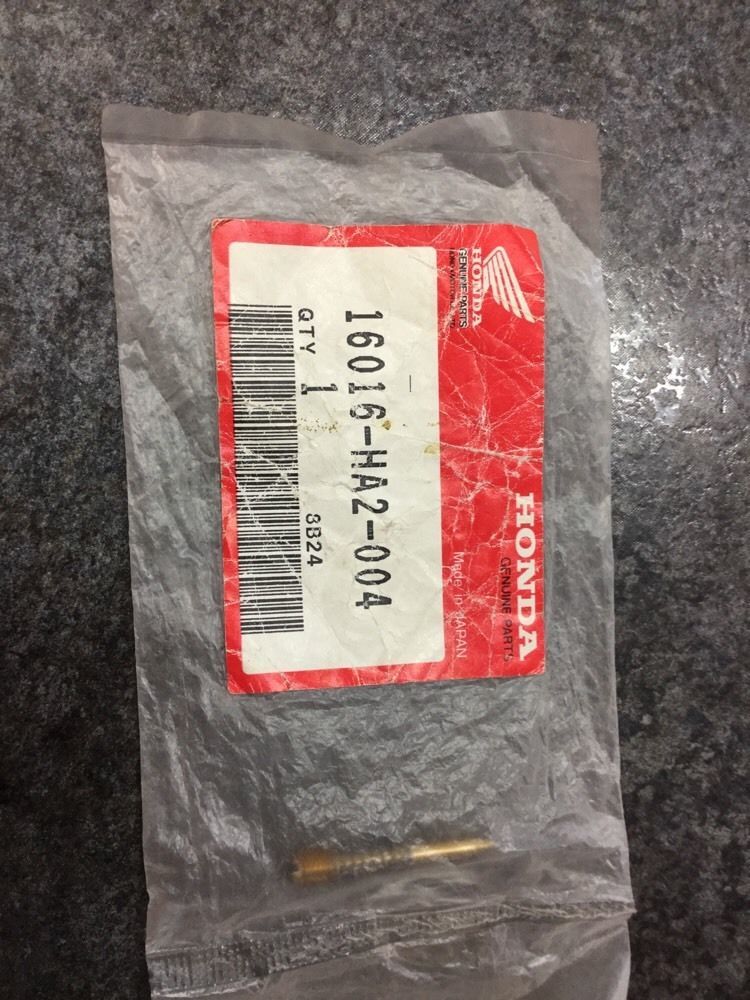 HONDA
GENUINE PARTS
HONDA
GENUINE PARTS
Made in JAPAN
16016-HA2-004
QTY 1
8B24